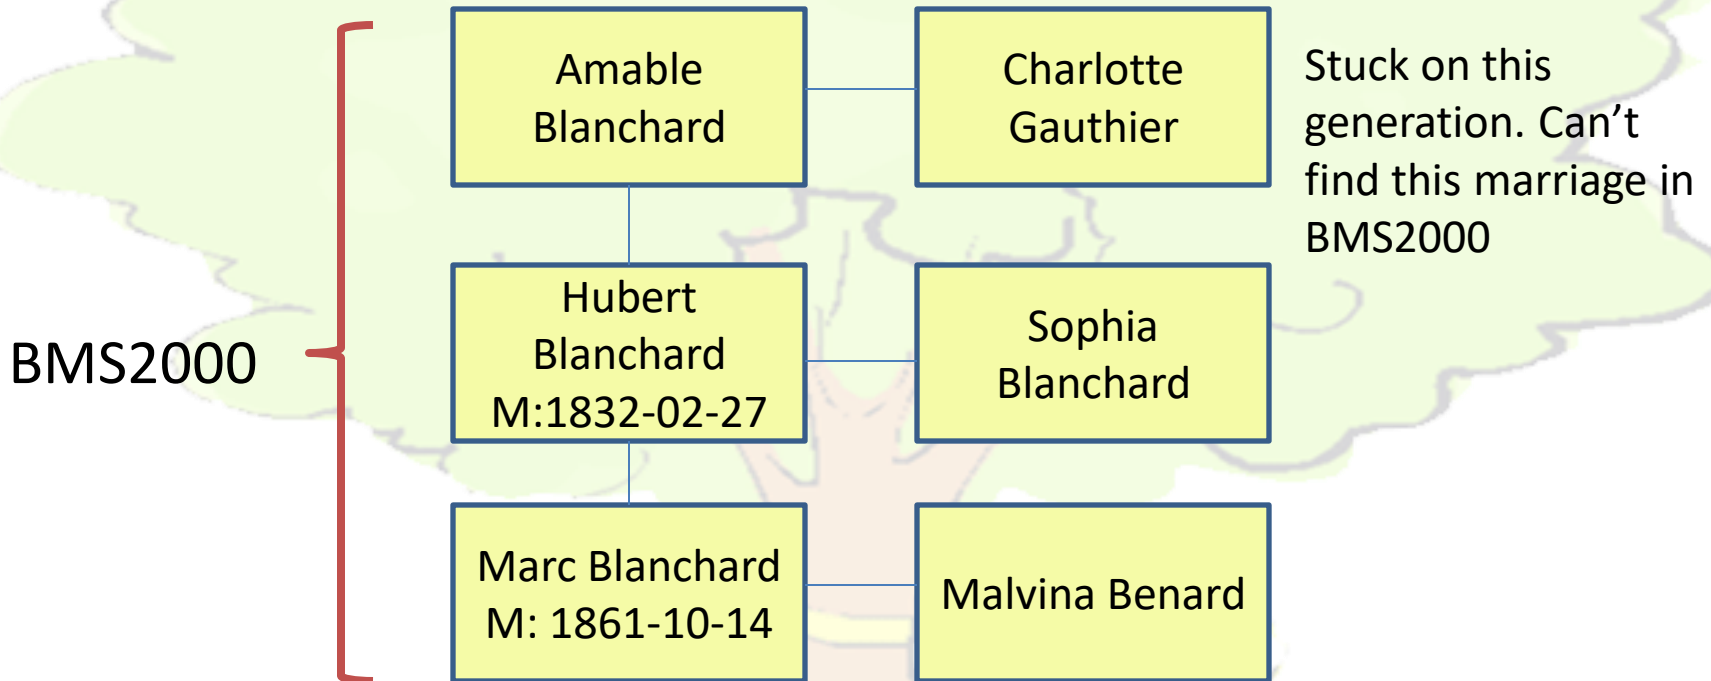 Amable
Blanchard
Charlotte
Gauthier
Stuck on this
generation. Can’t
find this marriage in
BMS2000
BMS2000
Hubert
Blanchard
M:1832-02-27
Sophia
Blanchard
Marc Blanchard
M: 1861-10-14
Malvina Benard